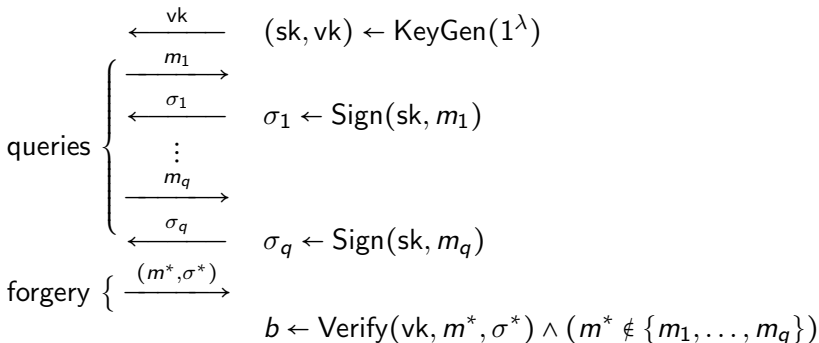 vk (sk, vk) ← KeyGen(1^λ)
m_1
σ_1 σ_1 ← Sign(sk, m_1)
queries ⋮
m_q
σ_q σ_q ← Sign(sk, m_q)
forgery { (m*,σ*)
b ← Verify(vk, m*, σ*) ∧ (m* ∉ {m_1, . . . , m_q})